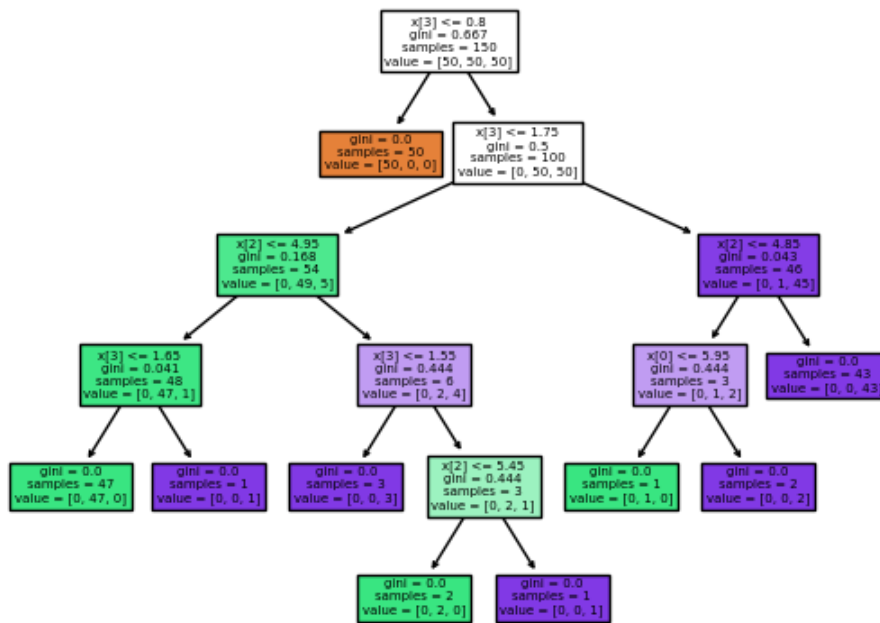 x[3] <= 0.8
gini = 0.667
samples = 150
value = [50, 50, 50]
gini = 0.0
samples = 50
value = [50, 0, 0]
x[3] <= 1.75
gini = 0.5
samples = 100
value = [0, 50, 50]
x[2] <= 4.95
gini = 0.168
samples = 54
value = [0, 49, 5]
x[2] <= 4.85
gini = 0.043
samples = 46
value = [0, 1, 45]
x[3] <= 1.65
gini = 0.041
samples = 48
value = [0, 47, 1]
x[3] <= 1.55
gini = 0.444
samples = 6
value = [0, 2, 4]
x[0] <= 5.95
gini = 0.444
samples = 3
value = [0, 1, 2]
gini = 0.0
samples = 43
value = [0, 0, 43]
gini = 0.0
samples = 47
value = [0, 47, 0]
gini = 0.0
samples = 1
value = [0, 0, 1]
gini = 0.0
samples = 3
value = [0, 0, 3]
x[2] <= 5.45
gini = 0.444
samples = 3
value = [0, 2, 1]
gini = 0.0
samples = 1
value = [0, 1, 0]
gini = 0.0
samples = 2
value = [0, 0, 2]
gini = 0.0
samples = 2
value = [0, 2, 0]
gini = 0.0
samples = 1
value = [0, 0, 1]